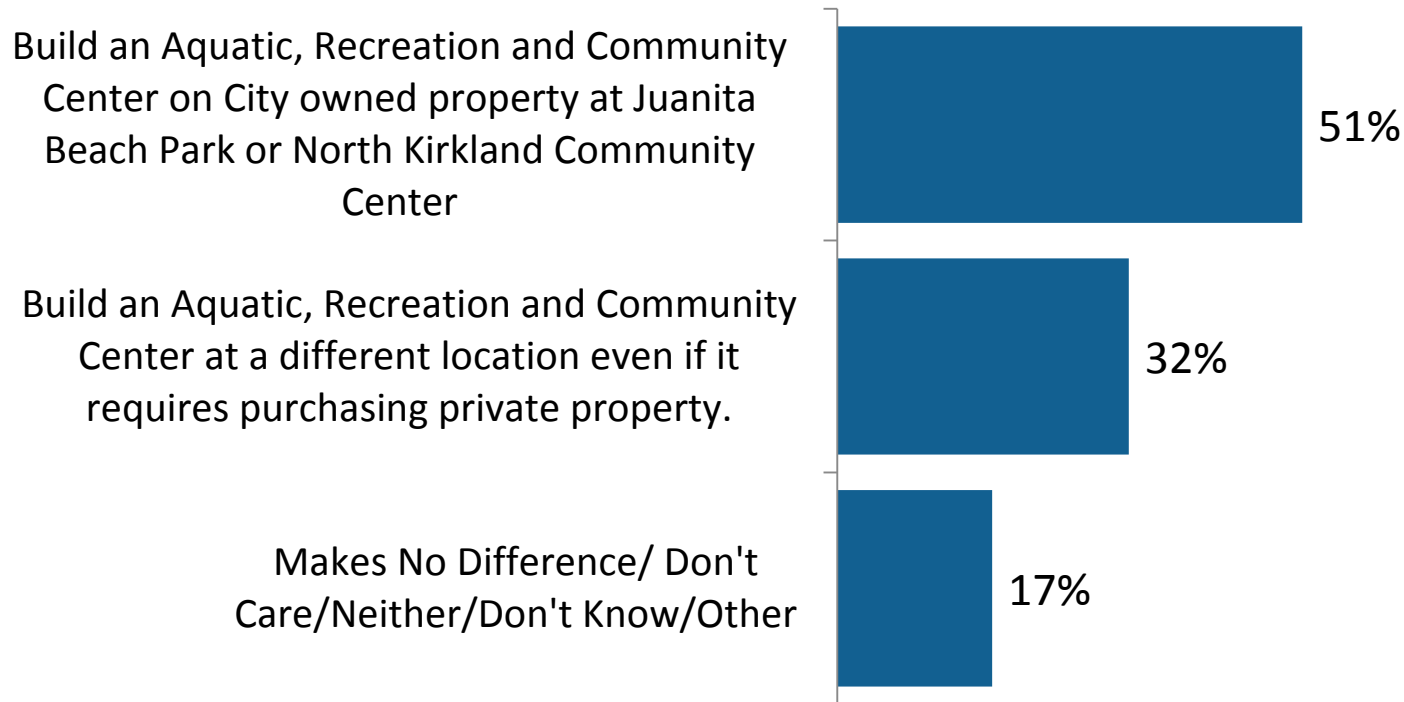 Build an Aquatic, Recreation and Community
Center on City owned property at Juanita
Beach Park or North Kirkland Community
Center
51%
Build an Aquatic, Recreation and Community
Center at a different location even if it
requires purchasing private property.
32%
Makes No Difference/ Don't
Care/Neither/Don't Know/Other
17%